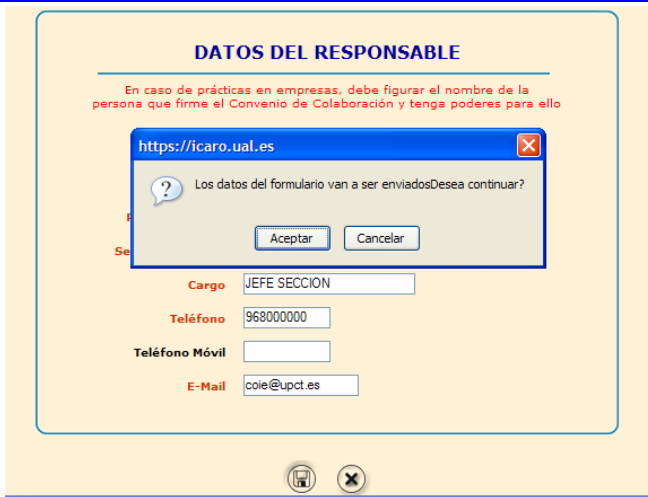 DATOS DEL RESPONSABLE
En caso de prácticas en empresas, debe figurar el nombre de la
persona que firme el Convenio de Colaboración y tenga poderes para ello
https://icaro.ual.es
Los datos del formulario van a ser enviadosDesea continuar?
Aceptar Cancelar
Se
Cargo JEFE SECCION
Teléfono 968000000
Teléfono Móvil
E-Mail coie@upct.es